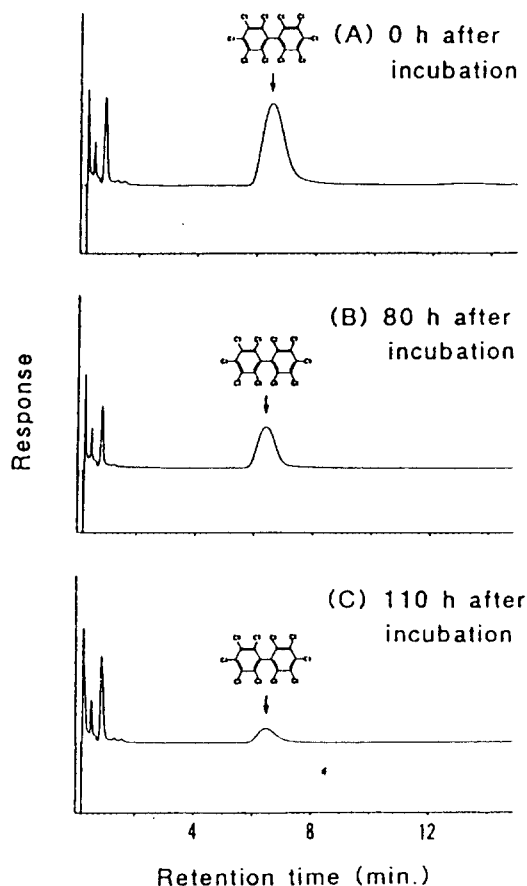 (A) 0 h after
incubation
(B) 80 h after
incubation
Response
(C) 110 h after
incubation
4 8 12
Retention time (min.)